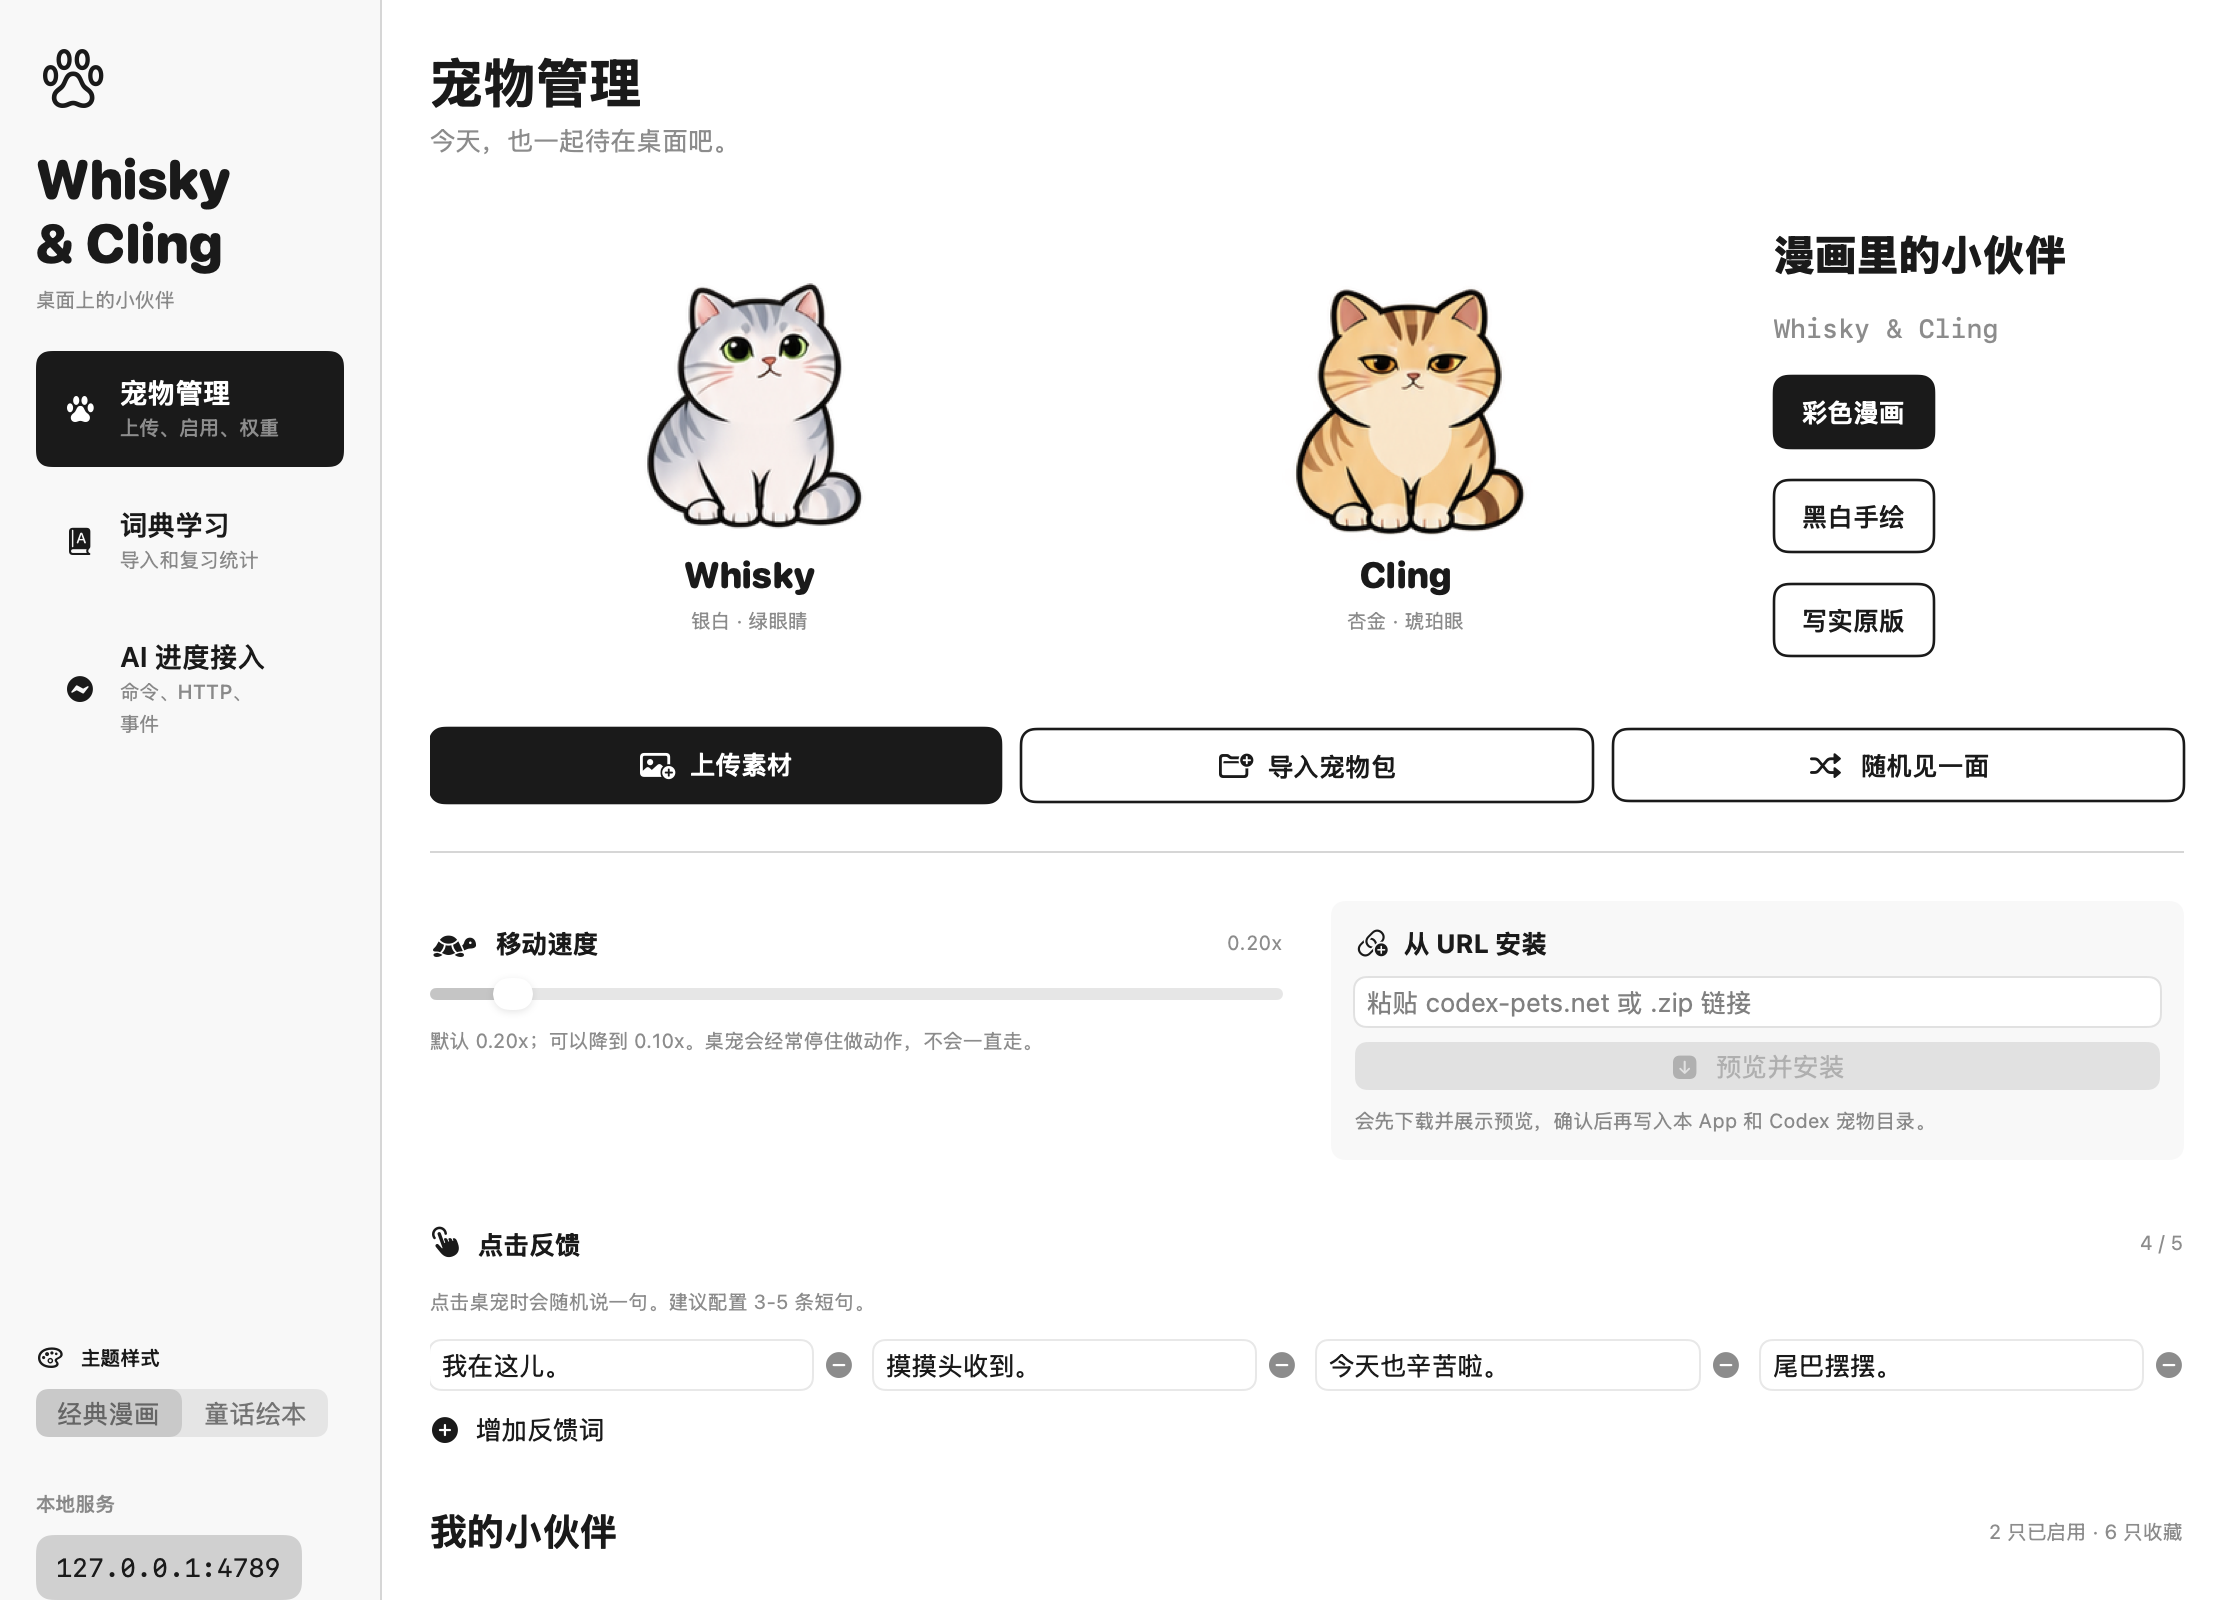 Whisky
& Cling
桌面上的小伙伴
宠物管理
上传、启用、权重
词典学习
导入和复习统计
AI 进度接入
命令、HTTP、
事件
主题样式
经典漫画
童话绘本
本地服务
127.0.0.1:4789
宠物管理
今天，也一起待在桌面吧。
Whisky
银白 · 绿眼睛
Cling
杏金 · 琥珀眼
漫画里的小伙伴
Whisky & Cling
彩色漫画
黑白手绘
写实原版
上传素材
导入宠物包
随机见一面
移动速度
0.20x
默认 0.20x；可以降到 0.10x。桌宠会经常停住做动作，不会一直走。
从 URL 安装
粘贴 codex-pets.net 或 .zip 链接
预览并安装
会先下载并展示预览，确认后再写入本 App 和 Codex 宠物目录。
点击反馈
4 / 5
点击桌宠时会随机说一句。建议配置 3-5 条短句。
我在这儿。
摸摸头收到。
今天也辛苦啦。
尾巴摆摆。
增加反馈词
我的小伙伴
2 只已启用 · 6 只收藏